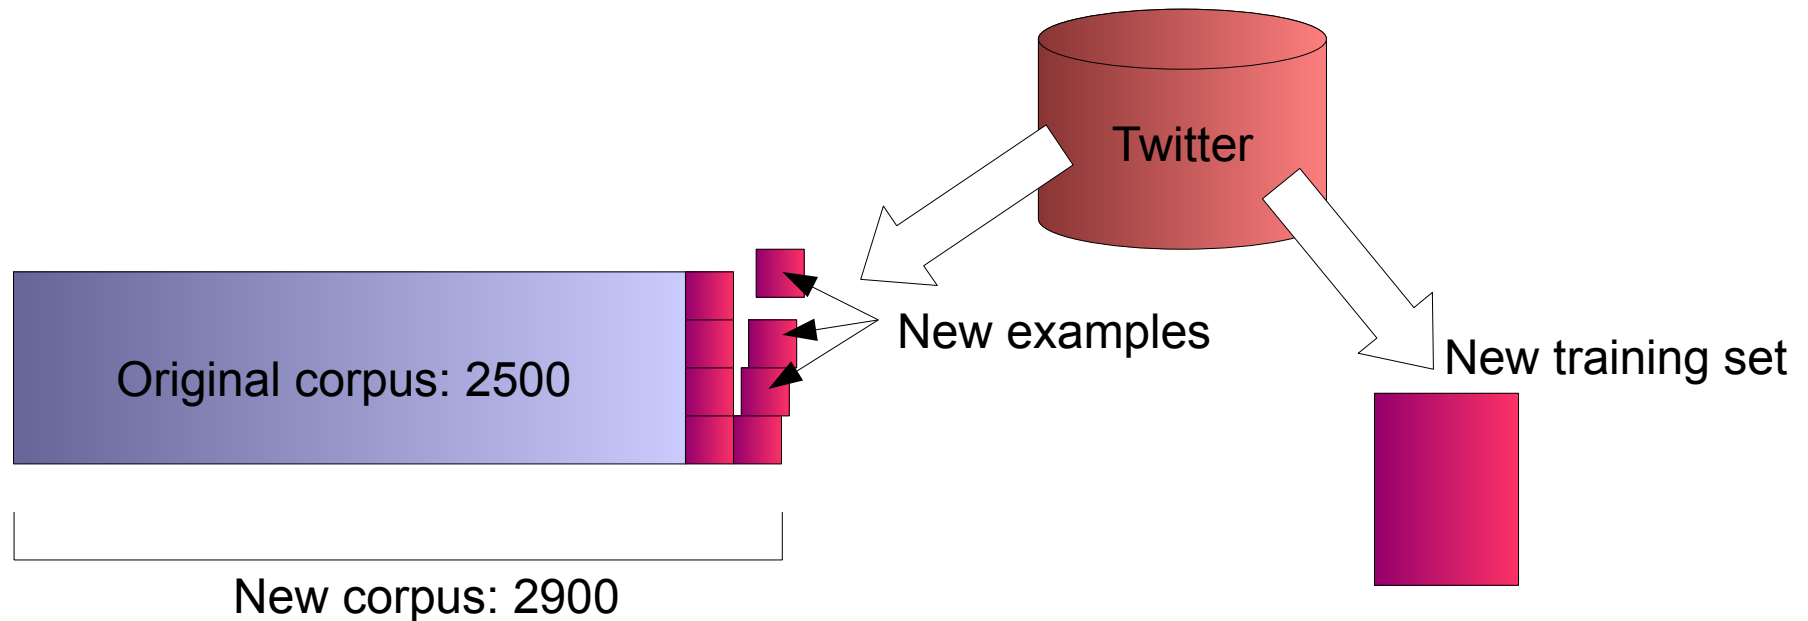 Twitter
New examples
New training set
Original corpus: 2500
New corpus: 2900